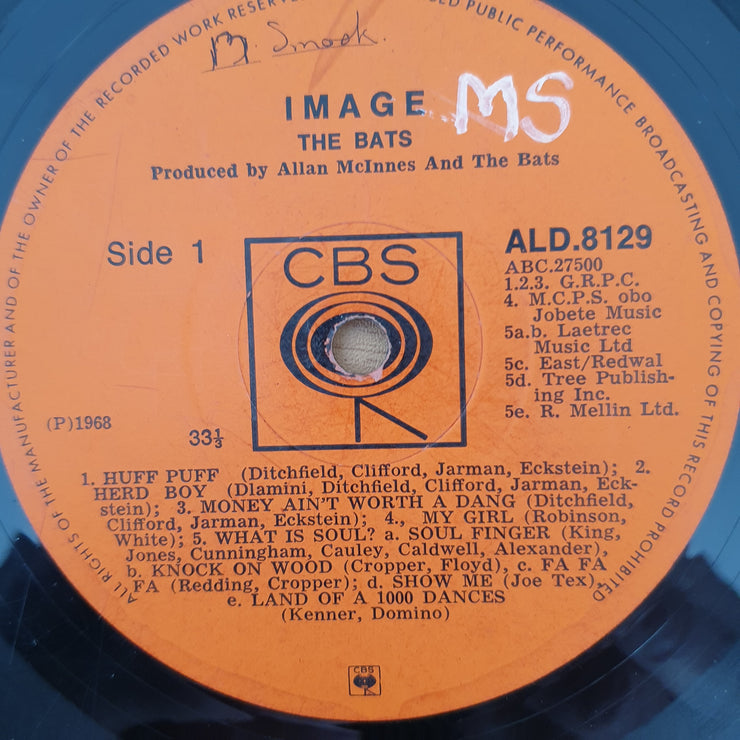 ALL RIGHTS OF THE MANUFACTURER AND OF THE OWNER OF THE RECORDED WORK RESERVED PUBLIC PERFORMANCE BROADCASTING AND COPYING OF THIS RECORD PROHIBITED
B. Smook.
IMAGE MS
THE BATS
Produced by Allan McInnes And The Bats
Side 1
CBS
ALD.8129
ABC.27500
1.2.3. G.R.P.C.
4. M.C.P.S. obo
Jobete Music
5a.b. Laetrec
Music Ltd
5c. East/Redwal
5d. Tree Publish-
ing Inc.
5e. R. Mellin Ltd.
(P)1968
33⅓
1. HUFF PUFF (Ditchfield, Clifford, Jarman, Eckstein); 2.
HERD BOY (Dlamini, Ditchfield, Clifford, Jarman, Eck-
stein); 3. MONEY AIN'T WORTH A DANG (Ditchfield,
Clifford, Jarman, Eckstein); 4., MY GIRL (Robinson,
White); 5. WHAT IS SOUL? a. SOUL FINGER (King,
Jones, Cunningham, Cauley, Caldwell, Alexander),
b. KNOCK ON WOOD (Cropper, Floyd), c. FA FA
FA (Redding, Cropper); d. SHOW ME (Joe Tex),
e. LAND OF A 1000 DANCES
(Kenner, Domino)
CBS